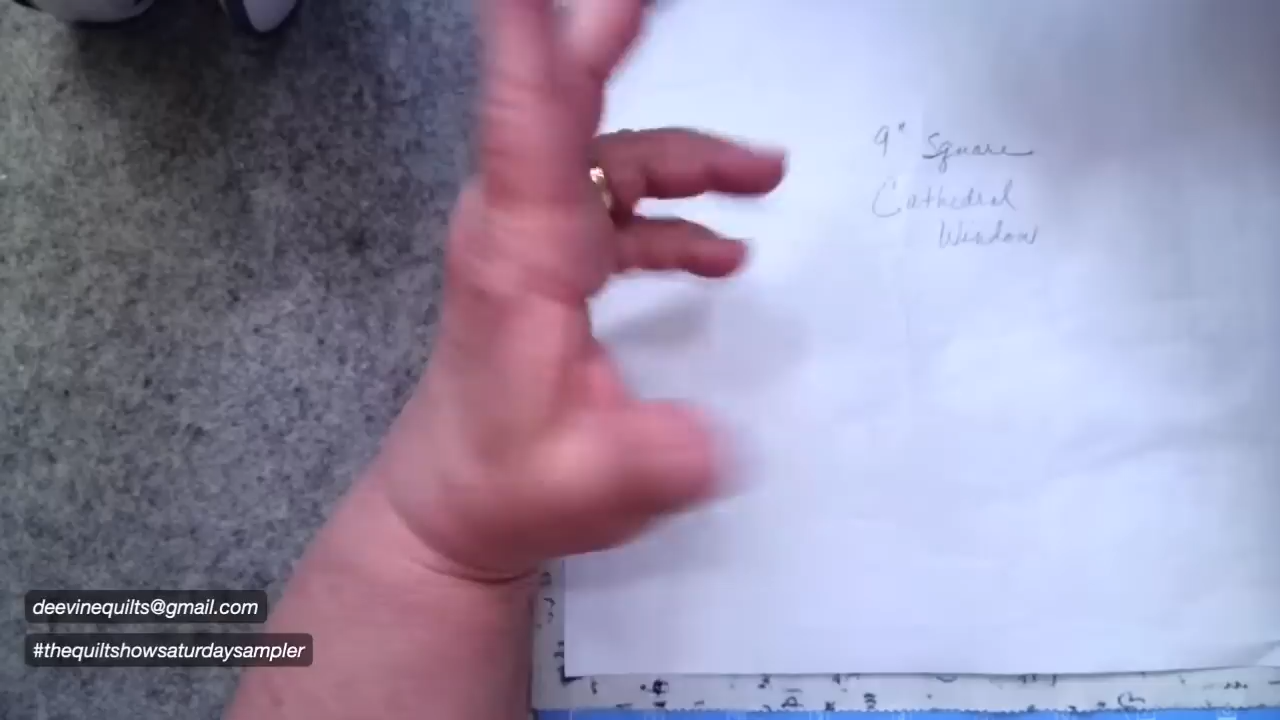 9" Square
Cathedral
Window
deevinequilts@gmail.com
#thequiltshowsaturdaysampler